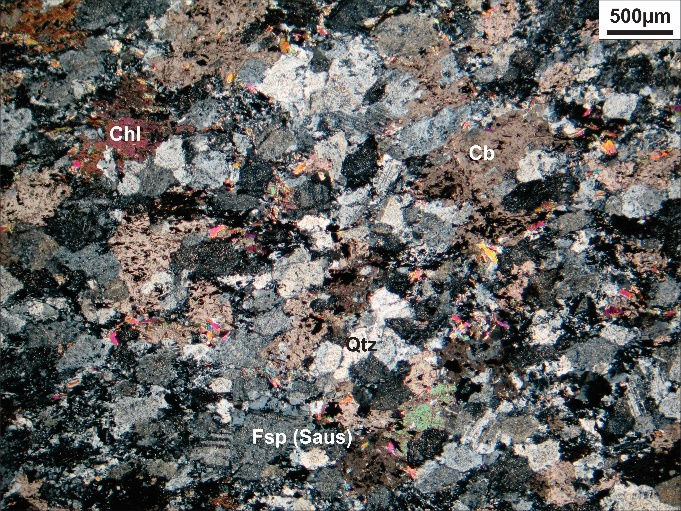 500µm
Chl
Cb
Qtz
Fsp (Saus)